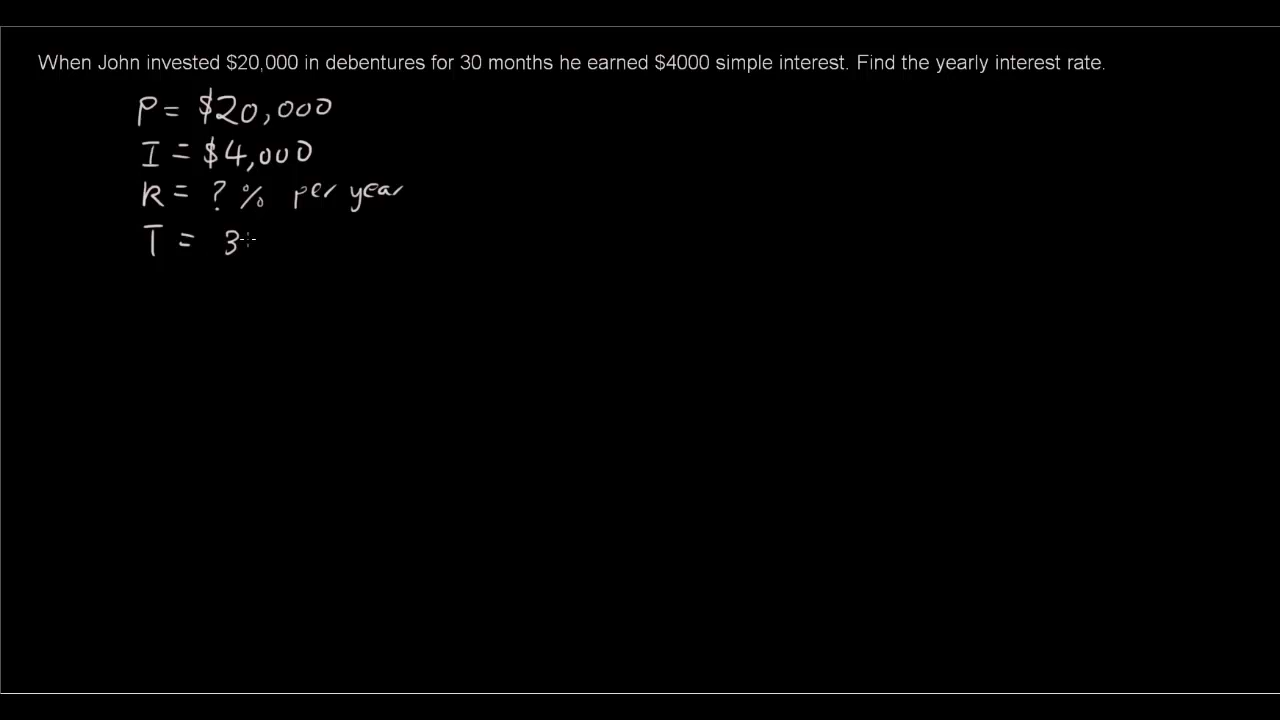 When John invested $20,000 in debentures for 30 months he earned $4000 simple interest. Find the yearly interest rate.
P = $20,000
I = $4,000
R = ? % per year
T = 3